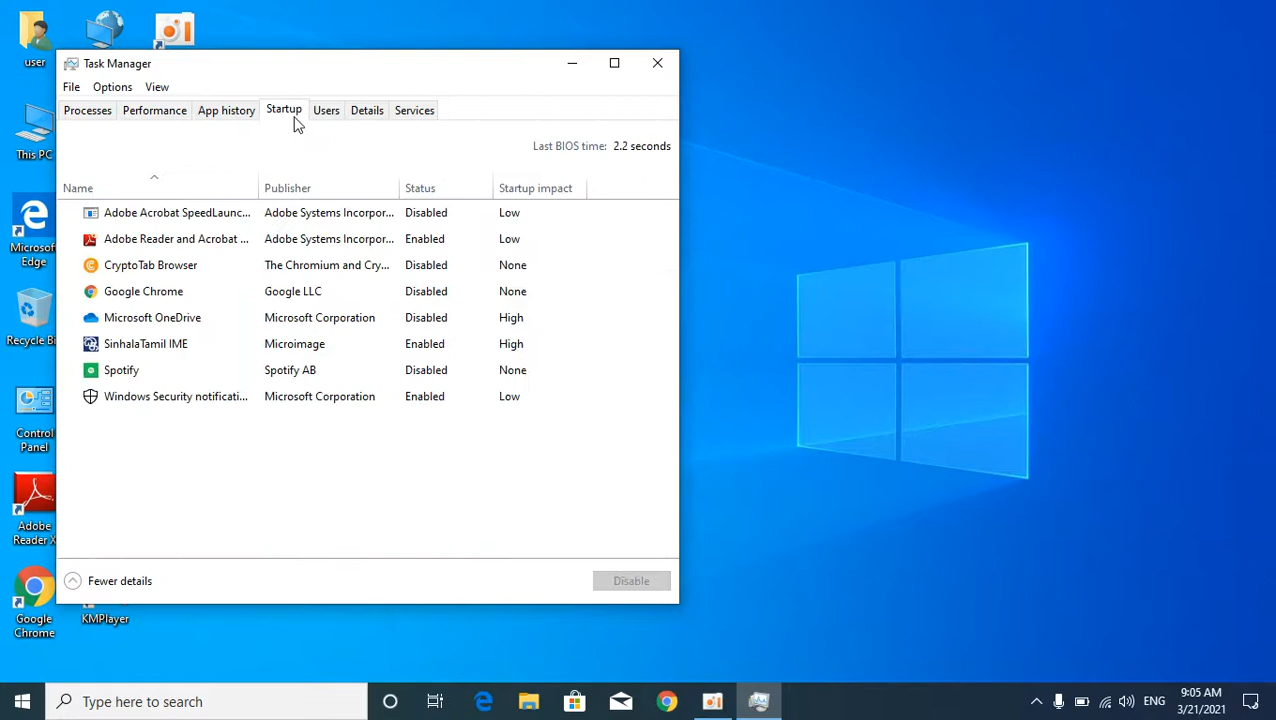 user
Task Manager
File Options View
Processes Performance App history Startup Users Details Services
Last BIOS time: 2.2 seconds
Name Publisher Status Startup impact
Adobe Acrobat SpeedLaunc... Adobe Systems Incorpor... Disabled Low
Adobe Reader and Acrobat ... Adobe Systems Incorpor... Enabled Low
CryptoTab Browser The Chromium and Cry... Disabled None
Google Chrome Google LLC Disabled None
Microsoft OneDrive Microsoft Corporation Disabled High
SinhalaTamil IME Microimage Enabled High
Spotify Spotify AB Disabled None
Windows Security notificati... Microsoft Corporation Enabled Low
Fewer details Disable
This PC
Microsof
Edge
Recycle Bi
Control
Panel
Adobe
Reader X
Google
Chrome
KMPlayer
Type here to search
ENG
9:05 AM
3/21/2021